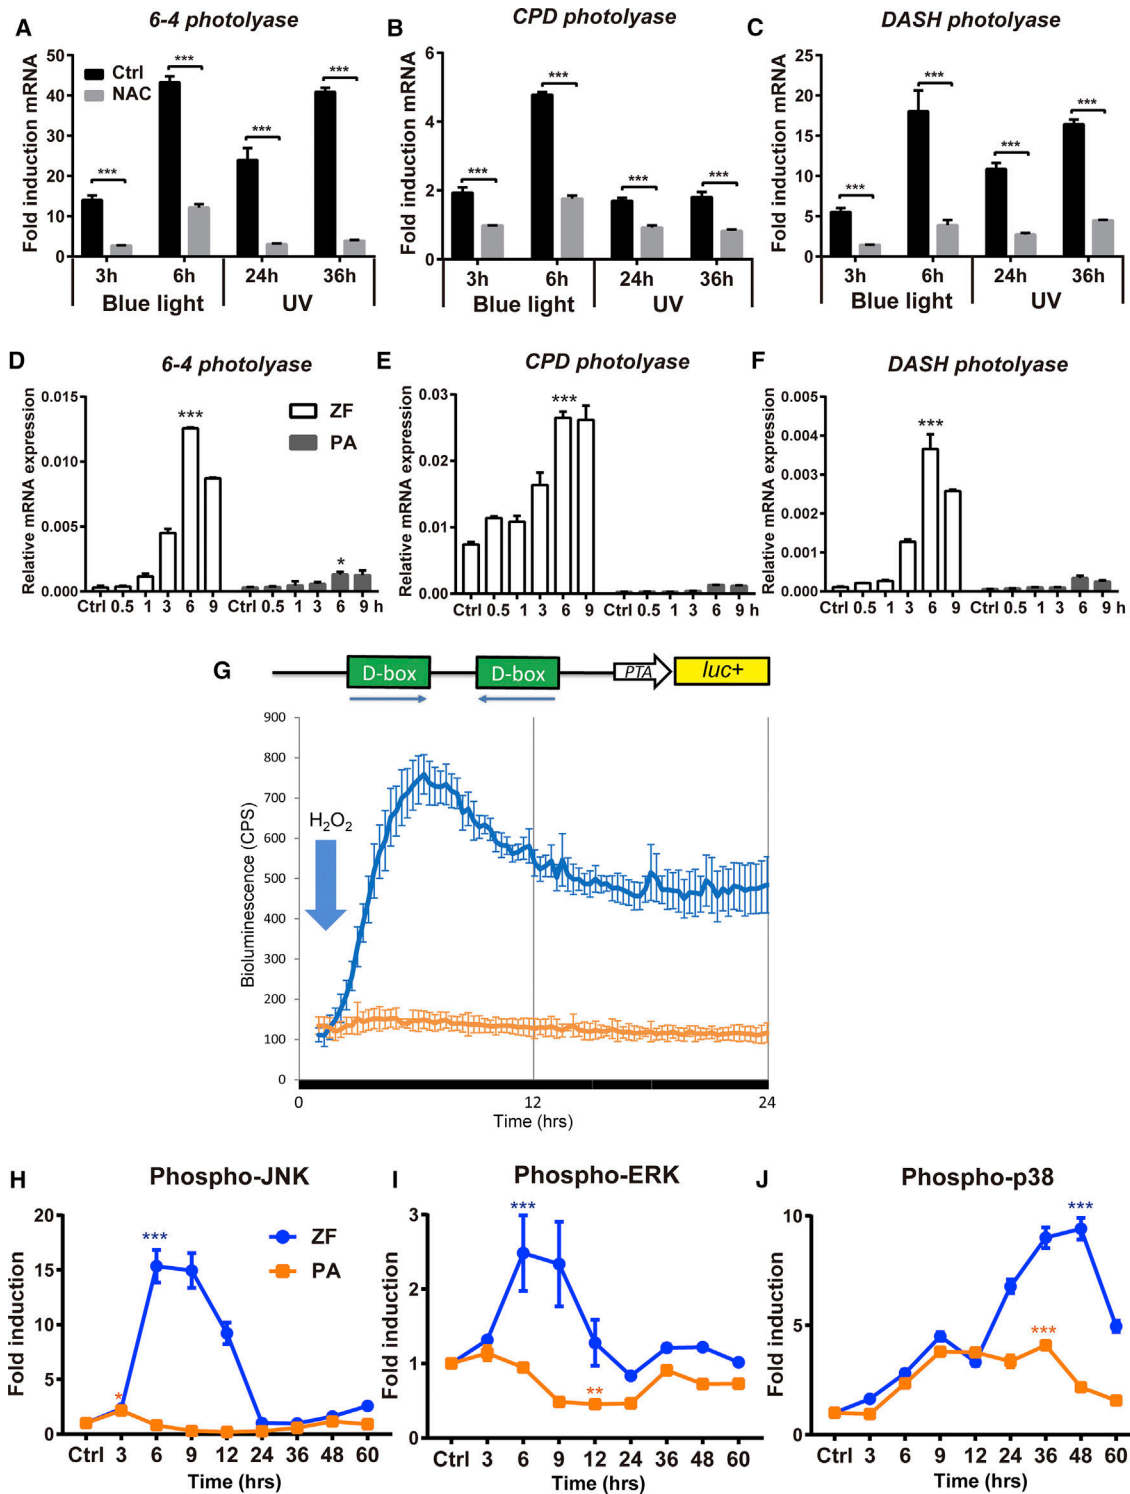 A
6-4 photolyase
Fold induction mRNA
50
40
30
20
10
0
Ctrl
NAC
***
***
***
***
3h
6h
24h
36h
Blue light
UV
B
CPD photolyase
Fold induction mRNA
6
4
2
0
***
***
***
***
3h
6h
24h
36h
Blue light
UV
C
DASH photolyase
Fold induction mRNA
25
20
15
10
5
0
***
***
***
***
3h
6h
24h
36h
Blue light
UV
D
6-4 photolyase
Relative mRNA expression
0.015
0.010
0.005
0.000
***
*
ZF
PA
Ctrl 0.5 1 3 6 9 Ctrl 0.5 1 3 6 9 h
E
CPD photolyase
Relative mRNA expression
0.03
0.02
0.01
0.00
***
Ctrl 0.5 1 3 6 9 Ctrl 0.5 1 3 6 9 h
F
DASH photolyase
Relative mRNA expression
0.005
0.004
0.003
0.002
0.001
0.000
***
Ctrl 0.5 1 3 6 9 Ctrl 0.5 1 3 6 9 h
G
D-box
D-box
PTA
luc+
Bioluminescence (CPS)
900
800
700
600
500
400
300
200
100
0
H2O2
0
12
24
Time (hrs)
H
Phospho-JNK
Fold induction
20
15
10
5
0
***
*
ZF
PA
Ctrl 3 6 9 12 24 36 48 60
Time (hrs)
I
Phospho-ERK
Fold induction
3
2
1
0
***
**
Ctrl 3 6 9 12 24 36 48 60
Time (hrs)
J
Phospho-p38
Fold induction
10
5
0
***
***
Ctrl 3 6 9 12 24 36 48 60
Time (hrs)